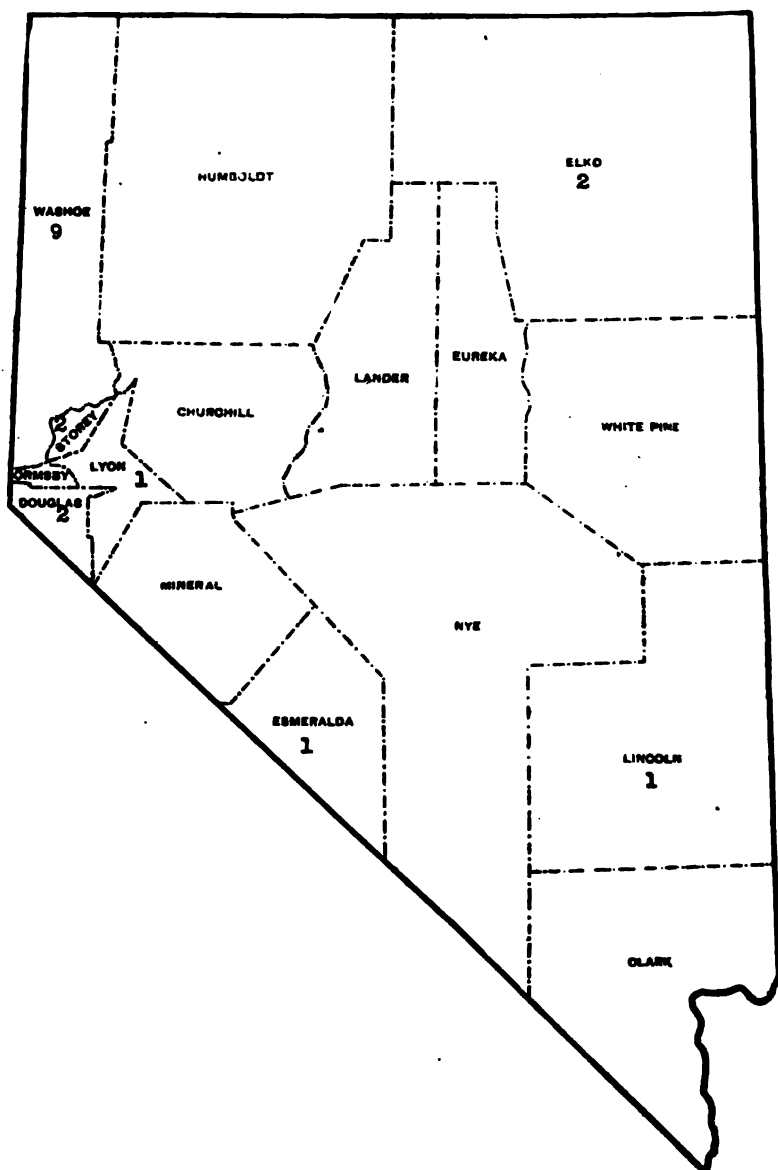 HUMBOLDT
ELKO
2
WASHOE
9
EUREKA
LANDER
CHURCHILL
2
STOREY
WHITE PINE
LYON
1
ORMSBY
DOUGLAS
2
MINERAL
NYE
ESMERALDA
1
LINCOLN
1
CLARK